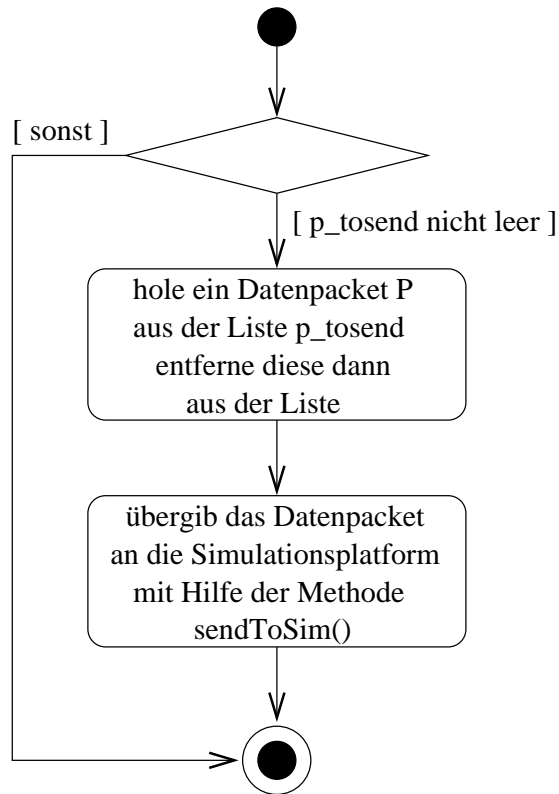 [ sonst ]
[ p_tosend nicht leer ]
hole ein Datenpacket P
aus der Liste p_tosend
entferne diese dann
aus der Liste
übergib das Datenpacket
an die Simulationsplatform
mit Hilfe der Methode
sendToSim()